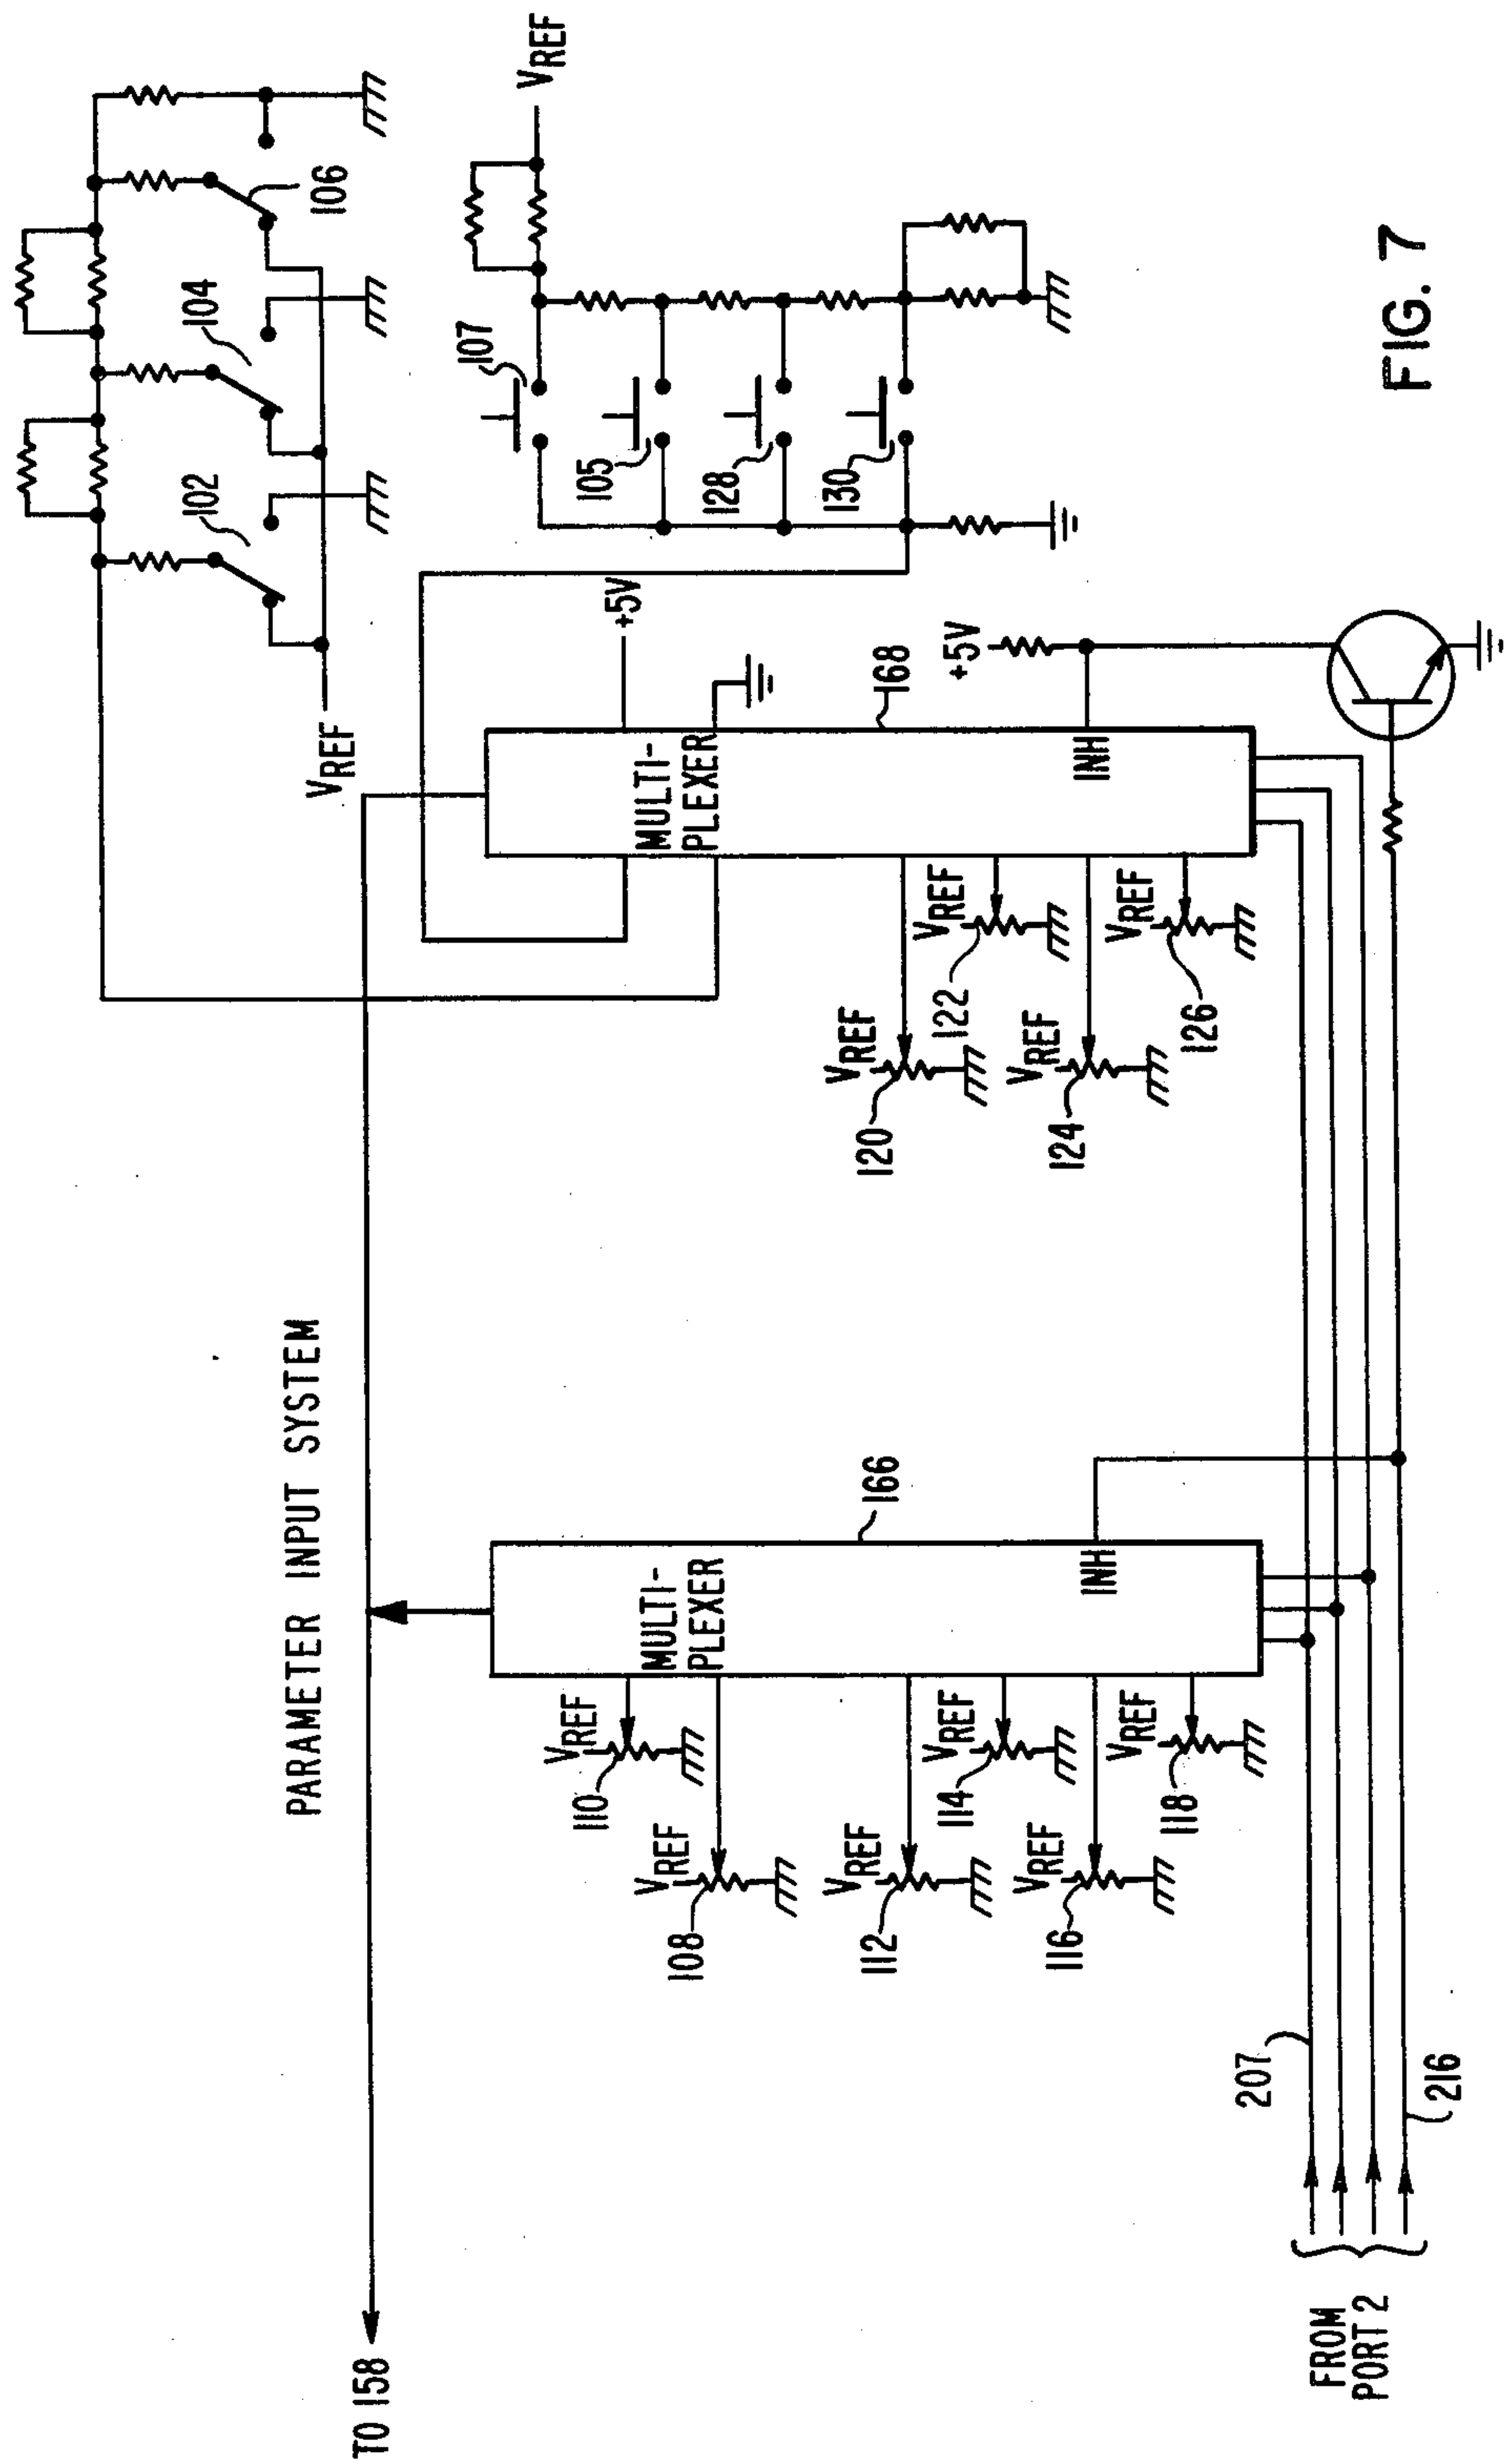 PARAMETER INPUT SYSTEM
TO 158
VREF
102
104
106
VREF
107
105
128
130
+5V
+5V
168
MULTI-
PLEXER
INH
VREF
120
VREF
122
VREF
124
VREF
126
166
MULTI-
PLEXER
INH
VREF
110
VREF
108
VREF
112
VREF
114
VREF
116
VREF
118
207
216
FROM
PORT 2
FIG. 7